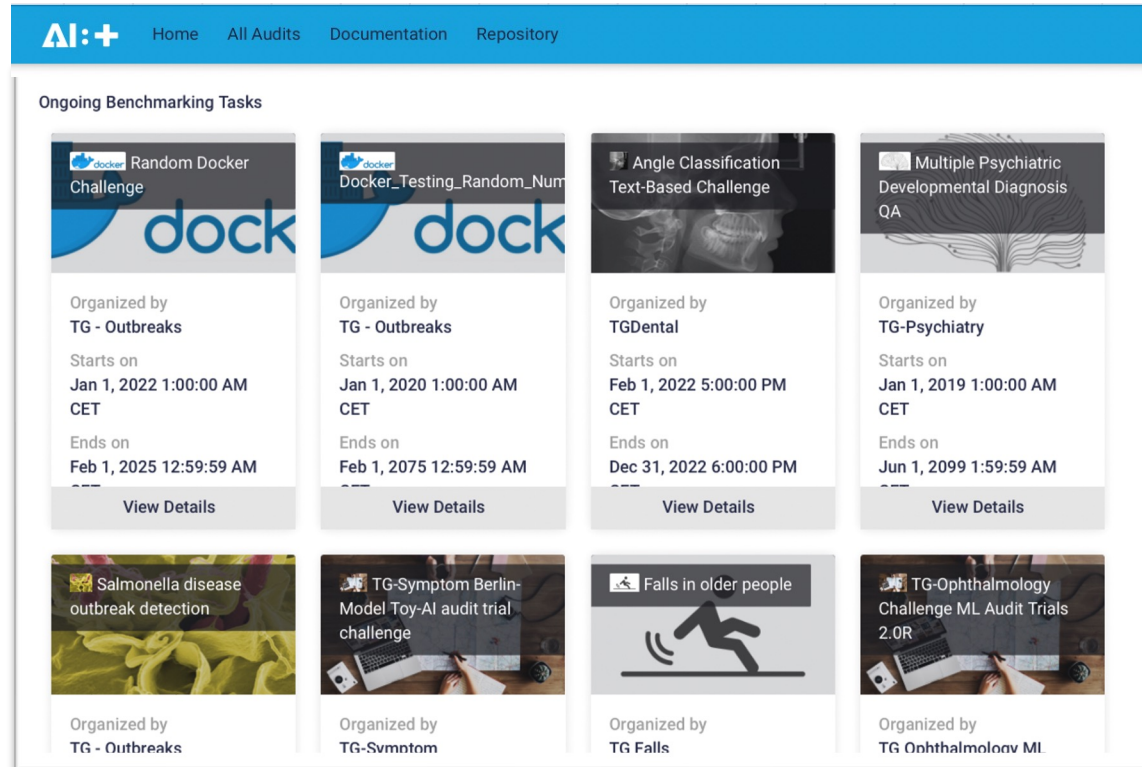 AI:+ Home All Audits Documentation Repository
Ongoing Benchmarking Tasks
docker Random Docker
Challenge
dock
Organized by
TG - Outbreaks
Starts on
Jan 1, 2022 1:00:00 AM
CET
Ends on
Feb 1, 2025 12:59:59 AM
CET
View Details
docker
Docker_Testing_Random_Num
dock
Organized by
TG - Outbreaks
Starts on
Jan 1, 2020 1:00:00 AM
CET
Ends on
Feb 1, 2075 12:59:59 AM
CET
View Details
Angle Classification
Text-Based Challenge
Organized by
TGDental
Starts on
Feb 1, 2022 5:00:00 PM
CET
Ends on
Dec 31, 2022 6:00:00 PM
CET
View Details
Multiple Psychiatric
Developmental Diagnosis
QA
Organized by
TG-Psychiatry
Starts on
Jan 1, 2019 1:00:00 AM
CET
Ends on
Jun 1, 2099 1:59:59 AM
CET
View Details
Salmonella disease
outbreak detection
Organized by
TG - Outbreaks
TG-Symptom Berlin-
Model Toy-AI audit trial
challenge
Organized by
TG-Symptom
Falls in older people
Organized by
TG Falls
TG-Ophthalmology
Challenge ML Audit Trials
2.0R
Organized by
TG Ophthalmology ML